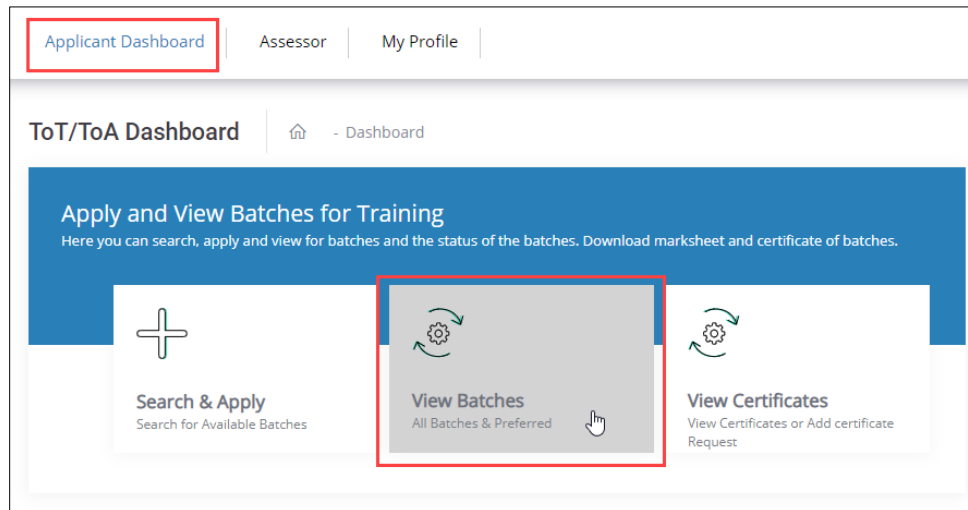 Applicant Dashboard Assessor My Profile
ToT/ToA Dashboard - Dashboard
Apply and View Batches for Training
Here you can search, apply and view for batches and the status of the batches. Download marksheet and certificate of batches.
Search & Apply
Search for Available Batches
View Batches
All Batches & Preferred
View Certificates
View Certificates or Add certificate
Request